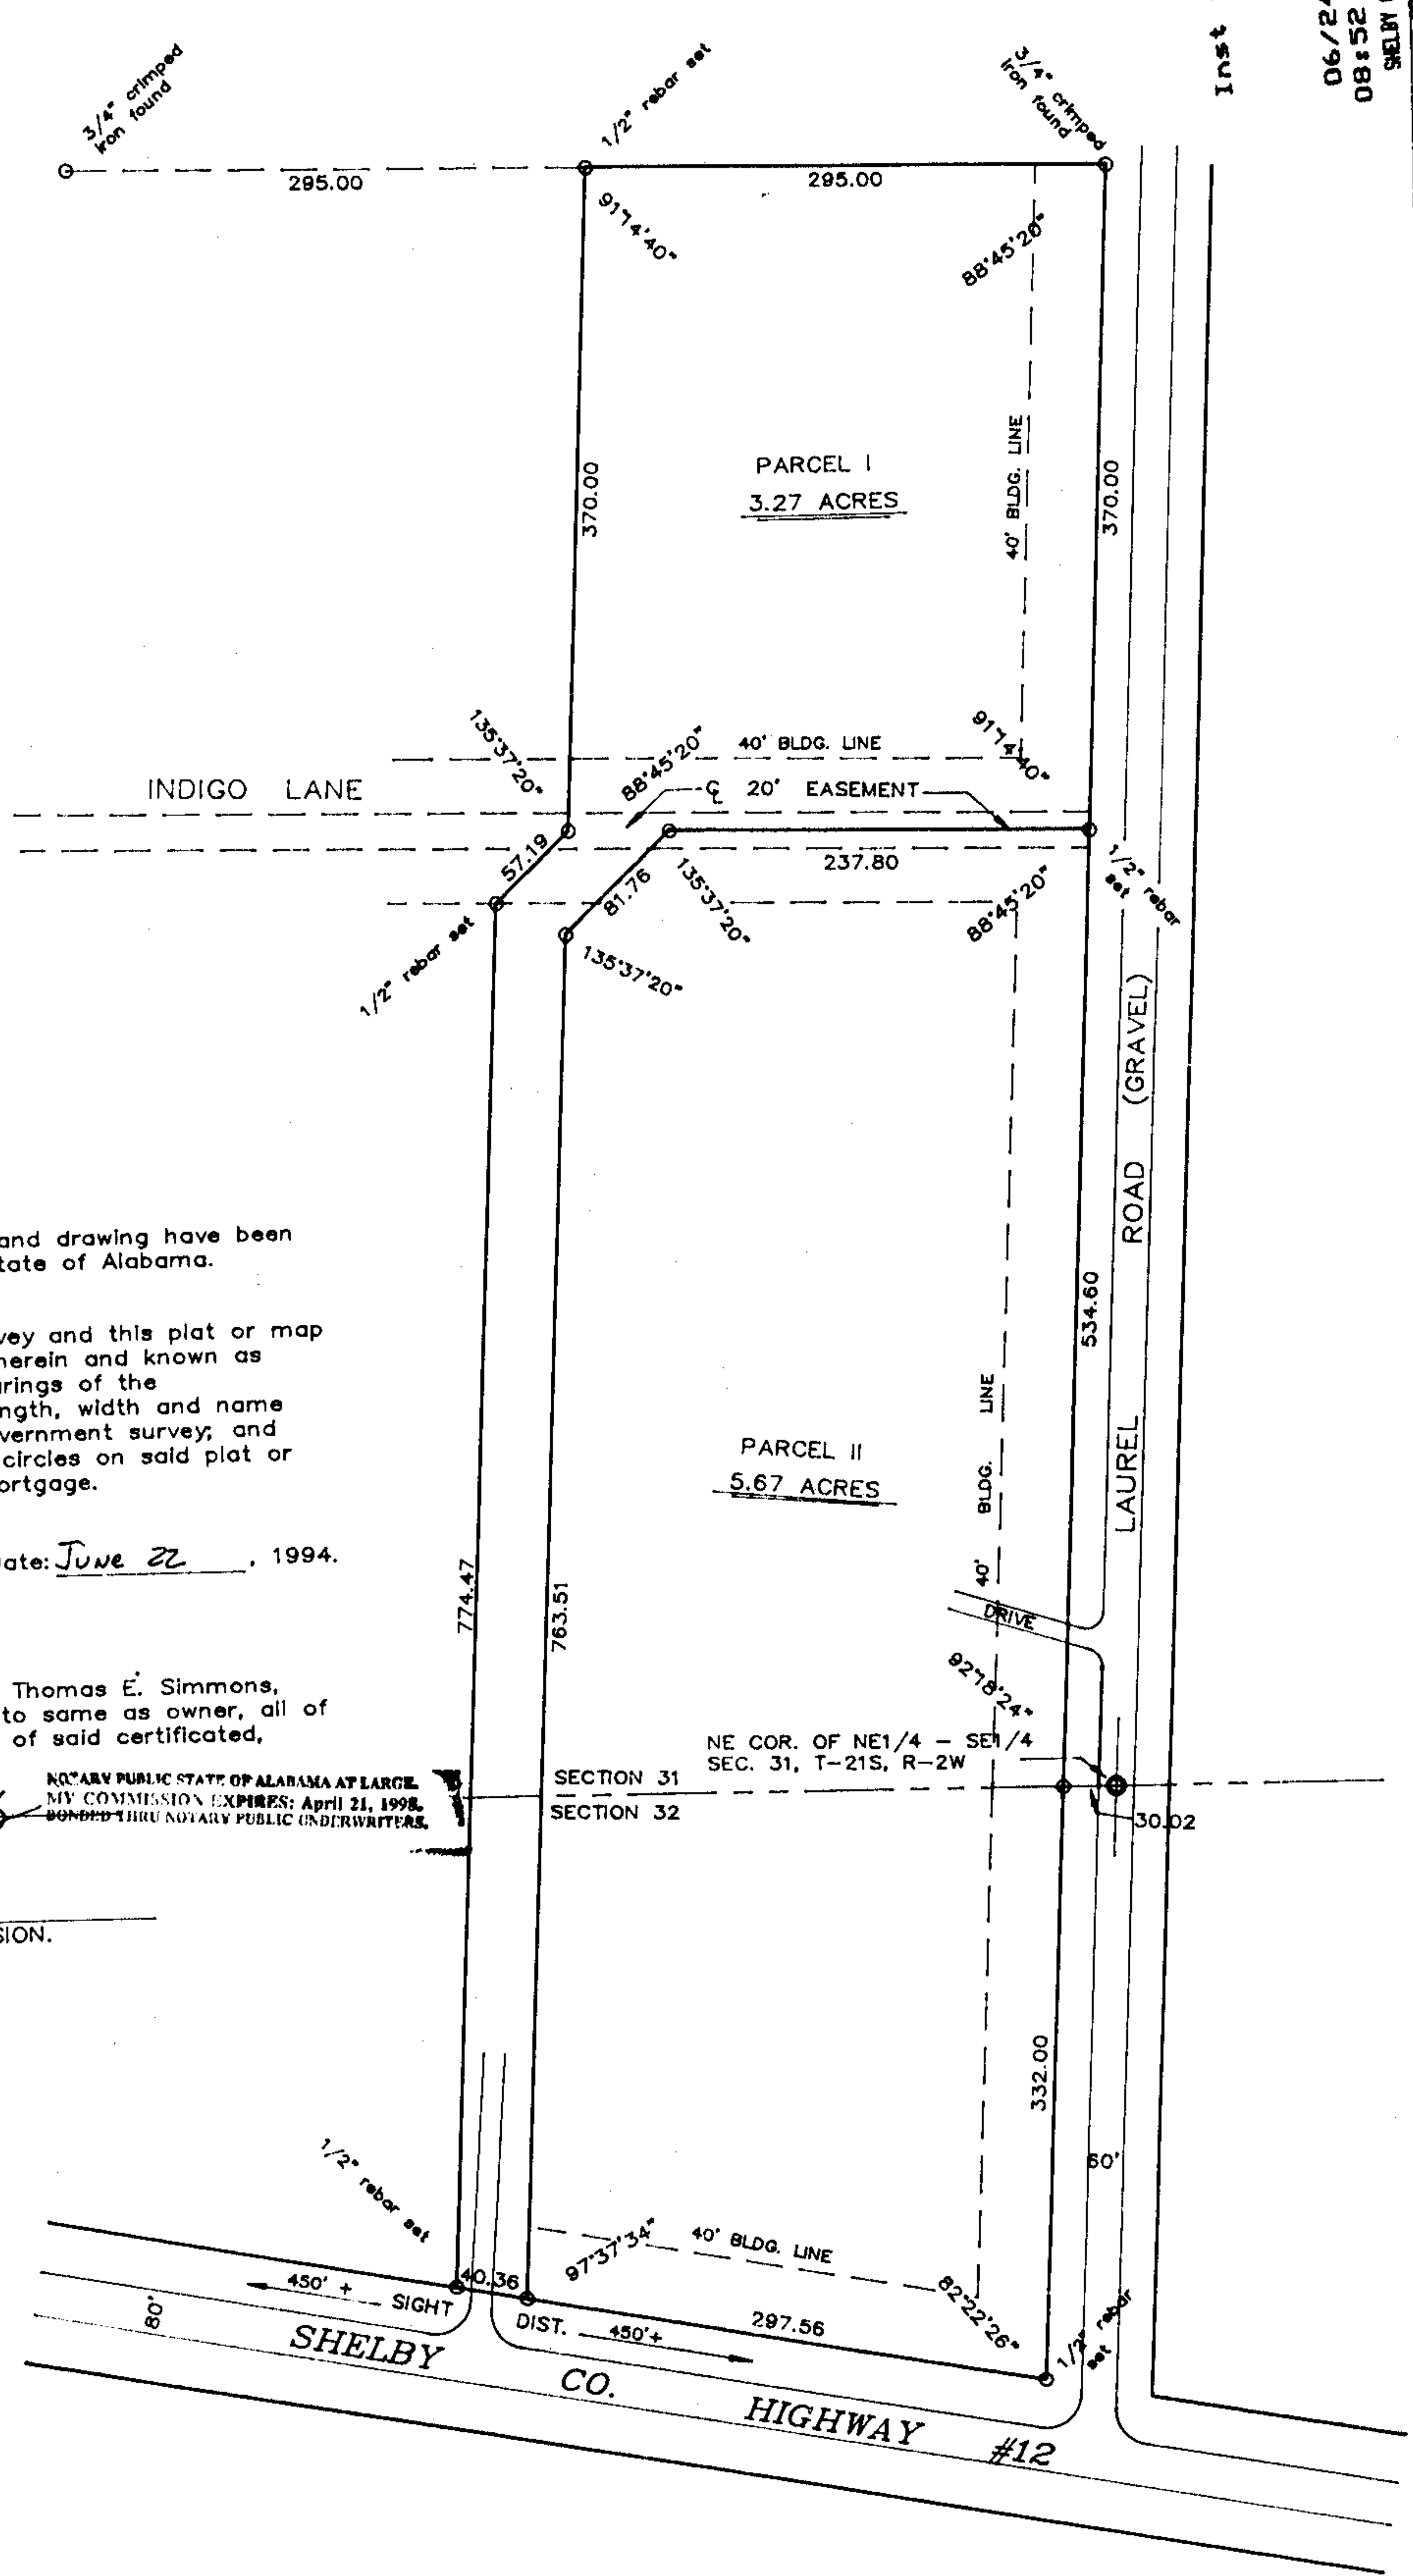 Inst
06/24
08:52
SHELBY
3/4" crimped
iron found
1/2" rebar set
3/4" crimped
iron found
295.00
295.00
91°14'40"
88°45'20"
370.00
PARCEL I
3.27 ACRES
40' BLDG. LINE
370.00
135°37'20"
88°45'20"
40' BLDG. LINE
91°14'40"
INDIGO LANE
℄ 20' EASEMENT
57.19
81.76
237.80
135°37'20"
88°45'20"
1/2" rebar
set
1/2" rebar set
135°37'20"
LAUREL ROAD (GRAVEL)
and drawing have been
tate of Alabama.
vey and this plat or map
herein and known as
rings of the
ngth, width and name
vernment survey; and
circles on said plat or
ortgage.
534.60
PARCEL II
5.67 ACRES
40' BLDG. LINE
ate: June 22, 1994.
774.47
763.51
DRIVE
92°18'24"
Thomas E. Simmons,
to same as owner, all of
of said certificated,
NE COR. OF NE1/4 - SE1/4
SEC. 31, T-21S, R-2W
NOTARY PUBLIC STATE OF ALABAMA AT LARGE.
MY COMMISSION EXPIRES: April 21, 1998.
BONDED THRU NOTARY PUBLIC UNDERWRITERS.
SECTION 31
SECTION 32
30.02
SION.
332.00
60'
1/2" rebar
set
97°37'34"
40' BLDG. LINE
82°22'26"
1/2" rebar
set
450' +
SIGHT
40.36
DIST.
450'+
297.56
80'
SHELBY CO. HIGHWAY #12